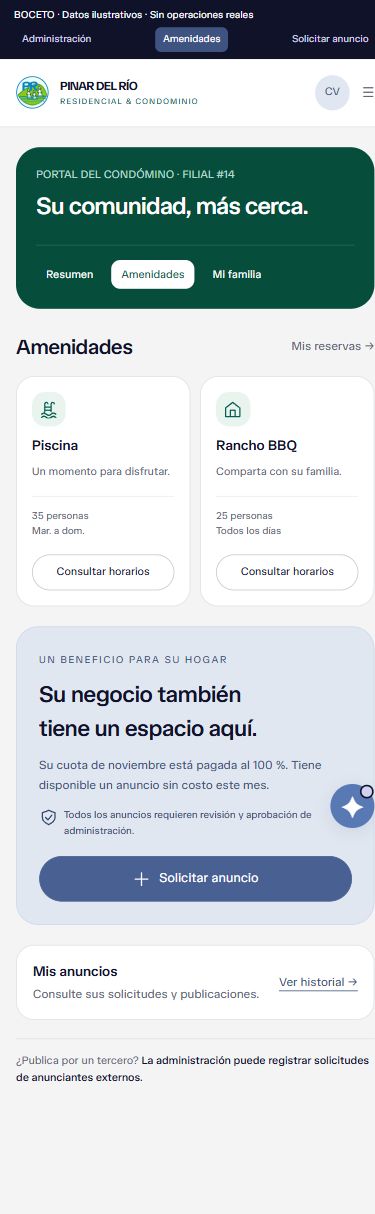 BOCETO · Datos ilustrativos · Sin operaciones reales
Administración
Amenidades
Solicitar anuncio
PINAR DEL RÍO
RESIDENCIAL & CONDOMINIO
CV
PORTAL DEL CONDÓMINO · FILIAL #14
Su comunidad, más cerca.
Resumen
Amenidades
Mi familia
Amenidades
Mis reservas →
Piscina
Un momento para disfrutar.
35 personas
Mar. a dom.
Consultar horarios
Rancho BBQ
Comparta con su familia.
25 personas
Todos los días
Consultar horarios
UN BENEFICIO PARA SU HOGAR
Su negocio también
tiene un espacio aquí.
Su cuota de noviembre está pagada al 100 %. Tiene
disponible un anuncio sin costo este mes.
Todos los anuncios requieren revisión y aprobación de
administración.
Solicitar anuncio
Mis anuncios
Consulte sus solicitudes y publicaciones.
Ver historial →
¿Publica por un tercero? La administración puede registrar solicitudes
de anunciantes externos.